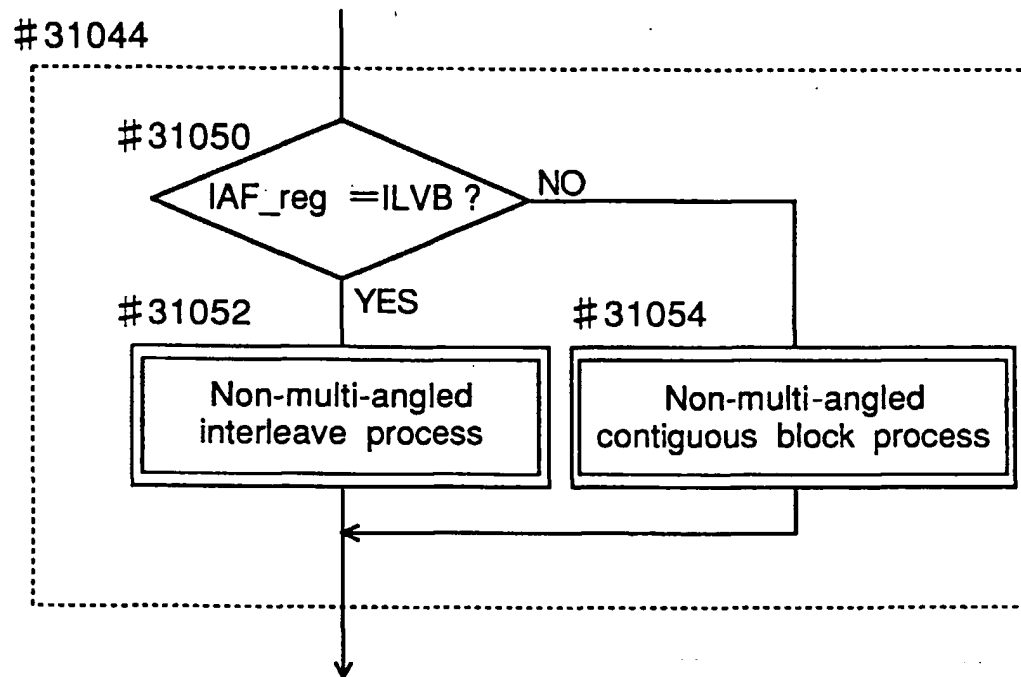 #31044
#31050
IAF_reg =ILVB ?
NO
YES
#31052
#31054
Non-multi-angled
interleave process
Non-multi-angled
contiguous block process